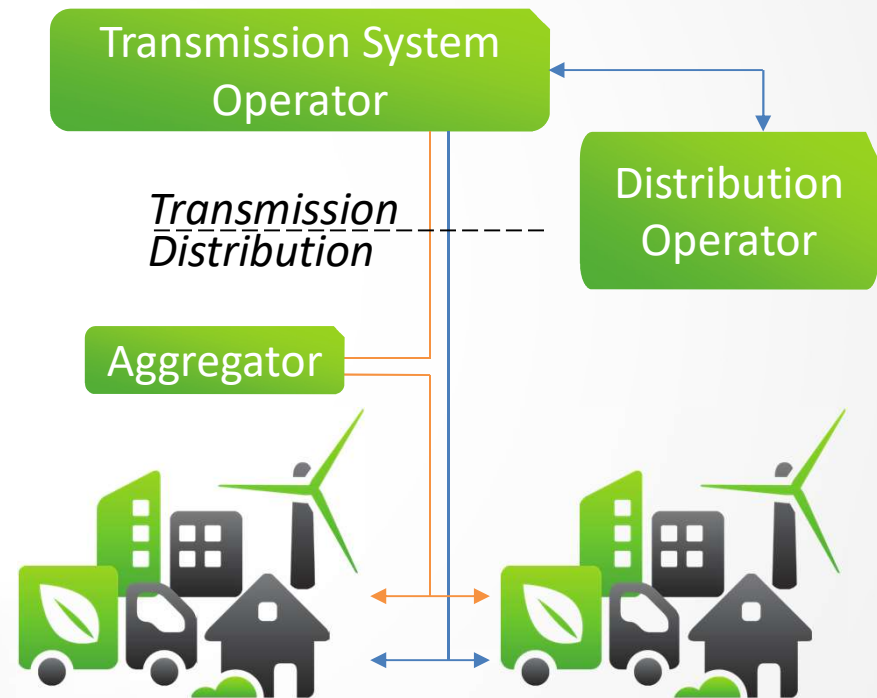 Transmission System
Operator
Distribution
Operator
Transmission
Distribution
Aggregator